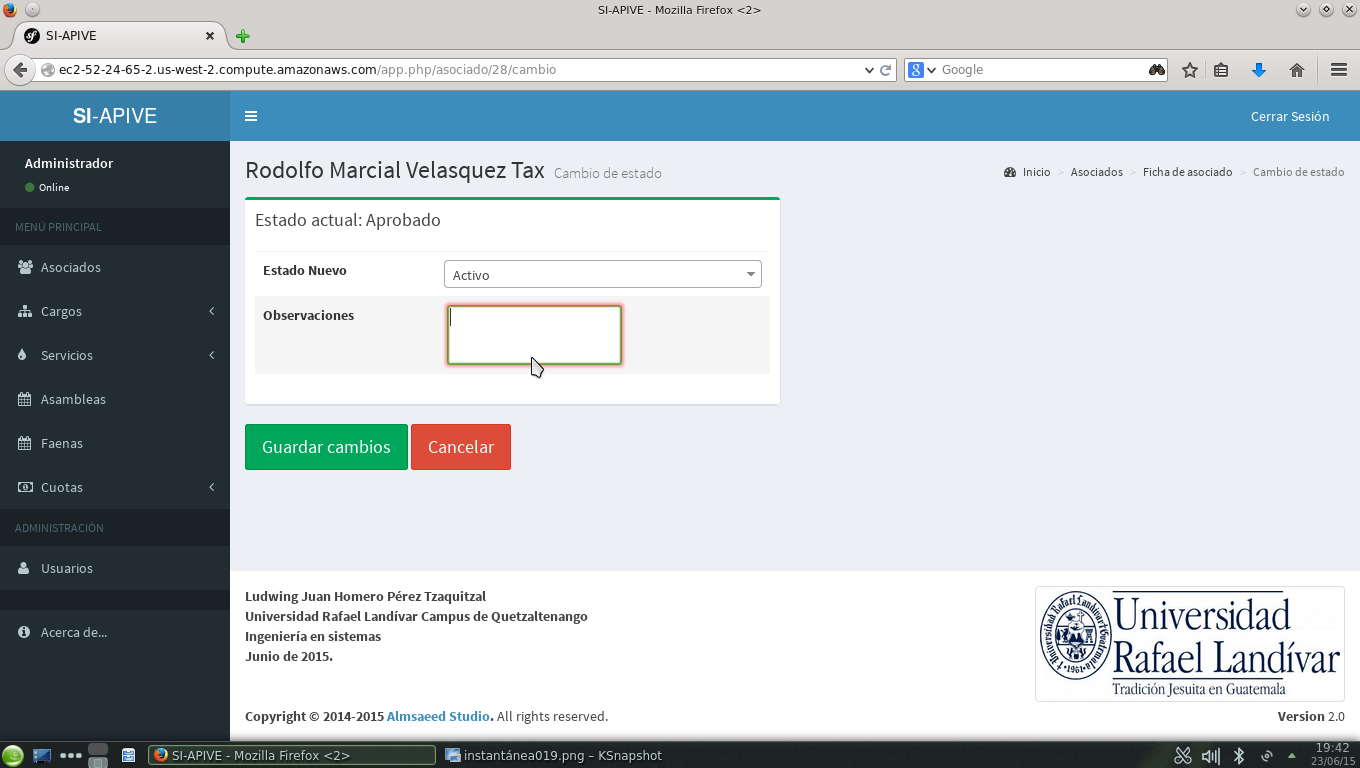 SI-APIVE - Mozilla Firefox <2>
SI-APIVE
ec2-52-24-65-2.us-west-2.compute.amazonaws.com/app.php/asociado/28/cambio
Google
SI-APIVE
Cerrar Sesión
Administrador
Online
MENÚ PRINCIPAL
Asociados
Cargos
Servicios
Asambleas
Faenas
Cuotas
ADMINISTRACIÓN
Usuarios
Acerca de...
Rodolfo Marcial Velasquez Tax Cambio de estado
Inicio > Asociados > Ficha de asociado > Cambio de estado
Estado actual: Aprobado
Estado Nuevo
Activo
Observaciones
Guardar cambios
Cancelar
Ludwing Juan Homero Pérez Tzaquitzal
Universidad Rafael Landívar Campus de Quetzaltenango
Ingeniería en sistemas
Junio de 2015.
Universidad
Rafael Landívar
Tradición Jesuita en Guatemala
Copyright © 2014-2015 Almsaeed Studio. All rights reserved.
Version 2.0
SI-APIVE - Mozilla Firefox <2>
instantánea019.png – KSnapshot
19:42
23/06/15